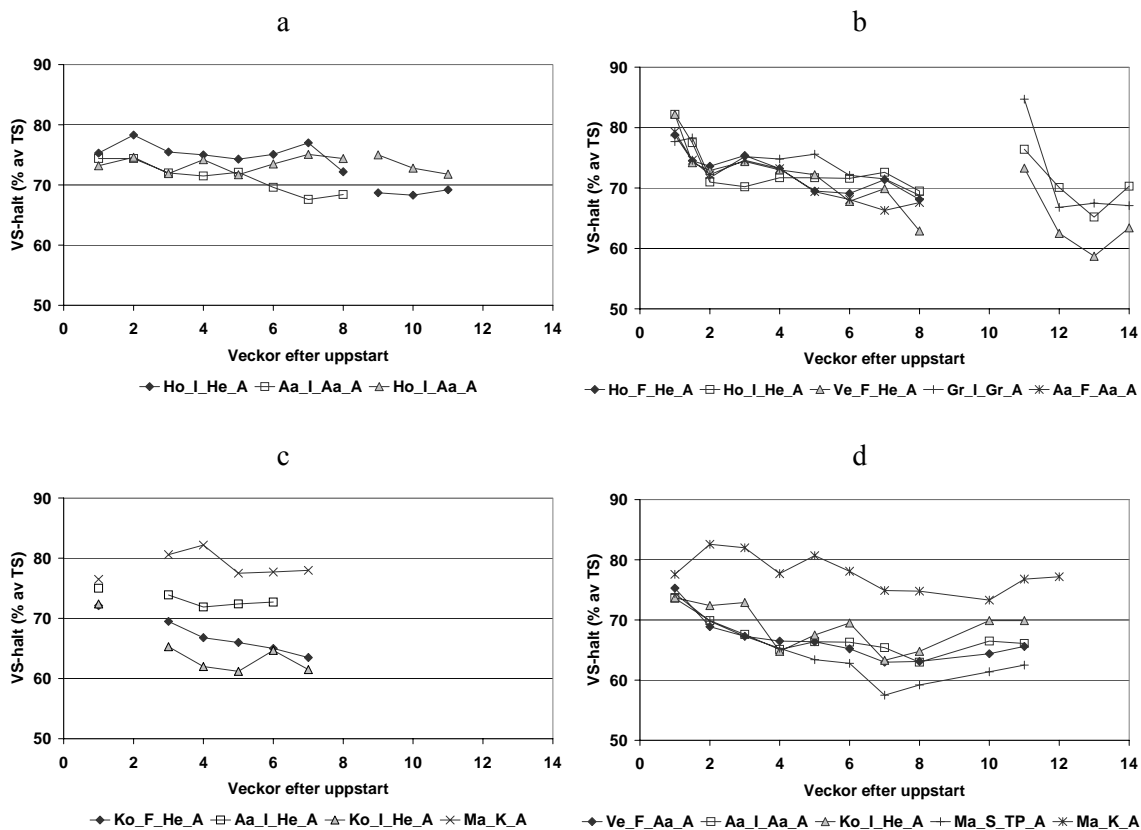 a
90
80
70
60
50
VS-halt (% av TS)
0 2 4 6 8 10 12 14
Veckor efter uppstart
Ho_I_He_A Aa_I_Aa_A Ho_I_Aa_A
b
90
80
70
60
50
VS-halt (% av TS)
0 2 4 6 8 10 12 14
Veckor efter uppstart
Ho_F_He_A Ho_I_He_A Ve_F_He_A Gr_I_Gr_A Aa_F_Aa_A
c
90
80
70
60
50
VS-halt (% av TS)
0 2 4 6 8 10 12 14
Veckor efter uppstart
Ko_F_He_A Aa_I_He_A Ko_I_He_A Ma_K_A
d
90
80
70
60
50
VS-halt (% av TS)
0 2 4 6 8 10 12 14
Veckor efter uppstart
Ve_F_Aa_A Aa_I_Aa_A Ko_I_He_A Ma_S_TP_A Ma_K_A